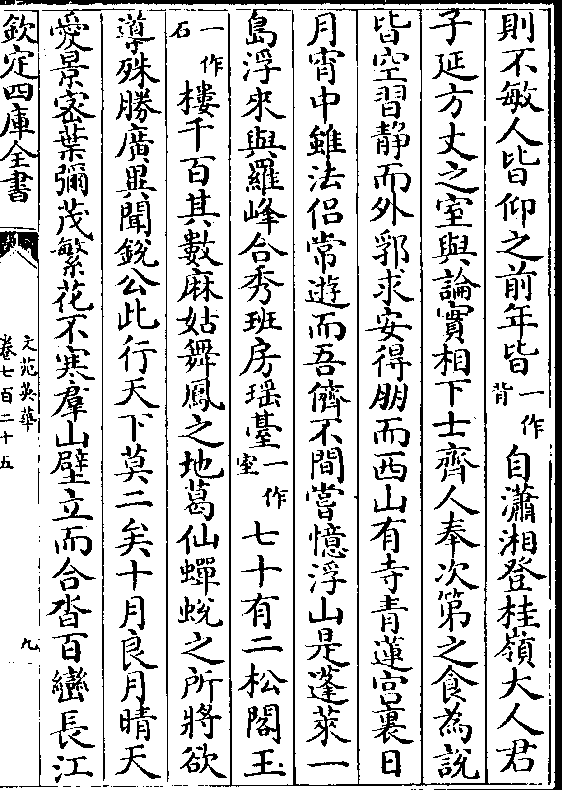 則不敏人皆仰之前年皆一作背自瀟湘登桂嶺大人君
子延方丈之室與論實相下士齊人奉次第之食為說
皆空習静而外郛求安得朋而西山有寺青蓮宫裏日
月宵中雖法侣常遊而吾儕不間嘗憶浮山是蓬萊一
島浮來與羅峰合秀班房瑶臺一作室七十有二松閣玉
一作石樓千百其數麻姑舞鳳之地葛仙蟬蛻之所將欲
導殊勝廣異聞銳公此行天下莫二矣十月良月晴天
愛景密葉彌茂繁花不寒羣山壁立而合沓百巒長江
欽定四庫全書
文苑英華
卷七百二十五
九